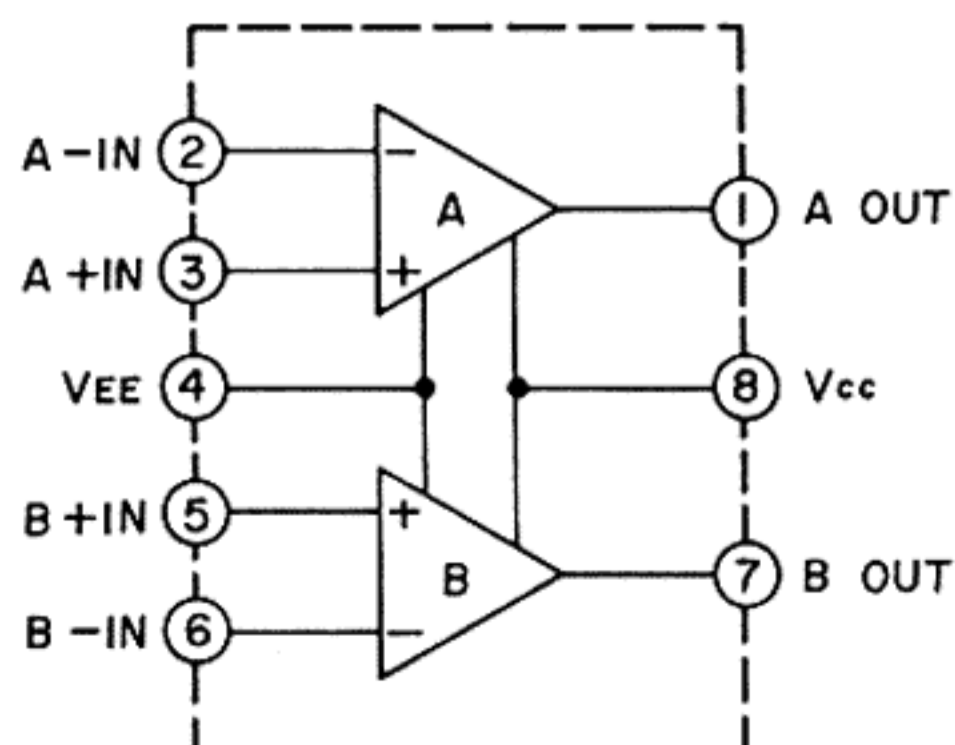 A -IN 2 - A 1 A OUT
A +IN 3 +
VEE 4 8 Vcc
B +IN 5 + B 7 B OUT
B -IN 6 -